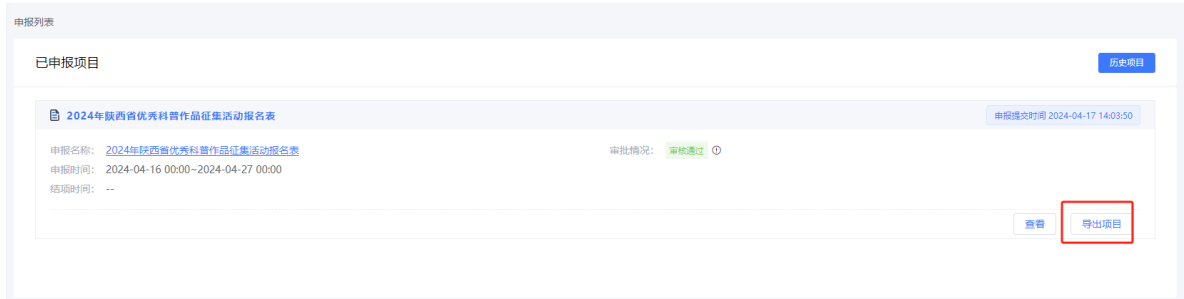 申报列表
已申报项目 历史项目
2024年陕西省优秀科普作品征集活动报名表 申报提交时间 2024-04-17 14:03:50
申报名称: 2024年陕西省优秀科普作品征集活动报名表 审批情况: 审核通过
申报时间: 2024-04-16 00:00~2024-04-27 00:00
结项时间: --
查看 导出项目